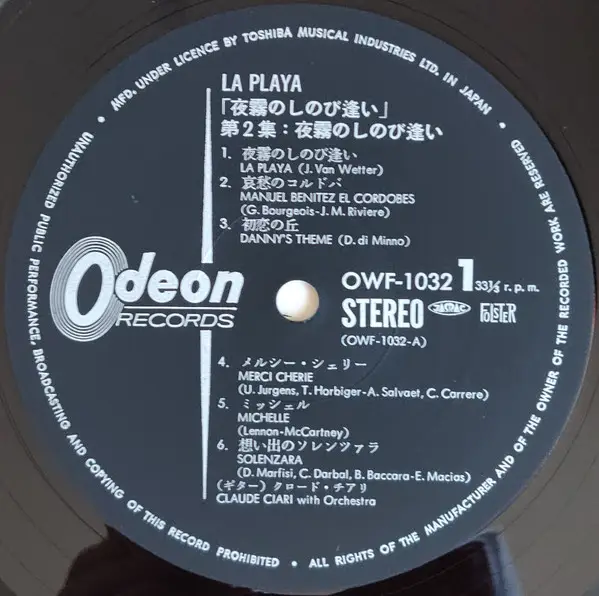 • MFD. UNDER LICENCE BY TOSHIBA MUSICAL INDUSTRIES LTD. IN JAPAN •
UNAUTHORIZED PUBLIC PERFORMANCE, BROADCASTING AND COPYING OF THIS RECORD PROHIBITED • ALL RIGHTS OF THE MANUFACTURER AND OF THE OWNER OF THE RECORDED WORK ARE RESERVED
LA PLAYA
「夜霧のしのび逢い」
第2集：夜霧のしのび逢い
1. 夜霧のしのび逢い
LA PLAYA (J. Van Wetter)
2. 哀愁のコルドバ
MANUEL BENITEZ EL CORDOBES
(G. Bourgeois-J. M. Riviere)
3. 初恋の丘
DANNY'S THEME (D. di Minno)
Odeon
RECORDS
OWF-1032 1 33⅓ r. p. m.
STEREO JASRAC POLSTER
(OWF-1032-A)
4. メルシー・シェリー
MERCI CHERIE
(U. Jurgens, T. Horbiger-A. Salvaet, C. Carrere)
5. ミッシェル
MICHELLE
(Lennon-McCartney)
6. 想い出のソレンツァラ
SOLENZARA
(D. Marfisi, C. Darbal, B. Baccara-E. Macias)
(ギター) クロード・チアリ
CLAUDE CIARI with Orchestra